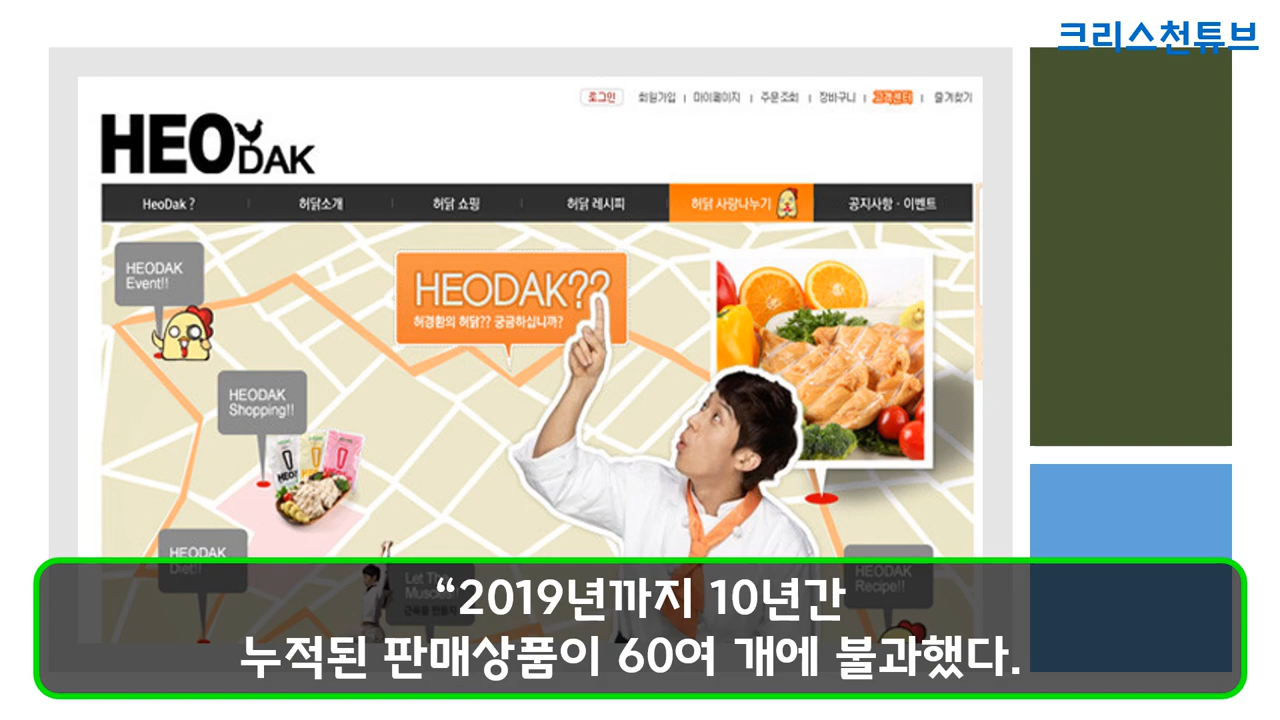 크리스천튜브
로그인 | 회원가입 | 마이페이지 | 주문조회 | 장바구니 | 고객센터 | 즐겨찾기
HEO DAK
HeoDak ? | 허닭소개 | 허닭 쇼핑 | 허닭 레시피 | 허닭 사랑나누기 | 공지사항 · 이벤트
HEODAK
Event!!
HEODAK??
허경환의 허닭?? 궁금하십니까?
HEODAK
Shopping!!
HEODAK
Diet!!
Let Th
Muscles
HEODAK
Recipe!!
“2019년까지 10년간
누적된 판매상품이 60여 개에 불과했다.